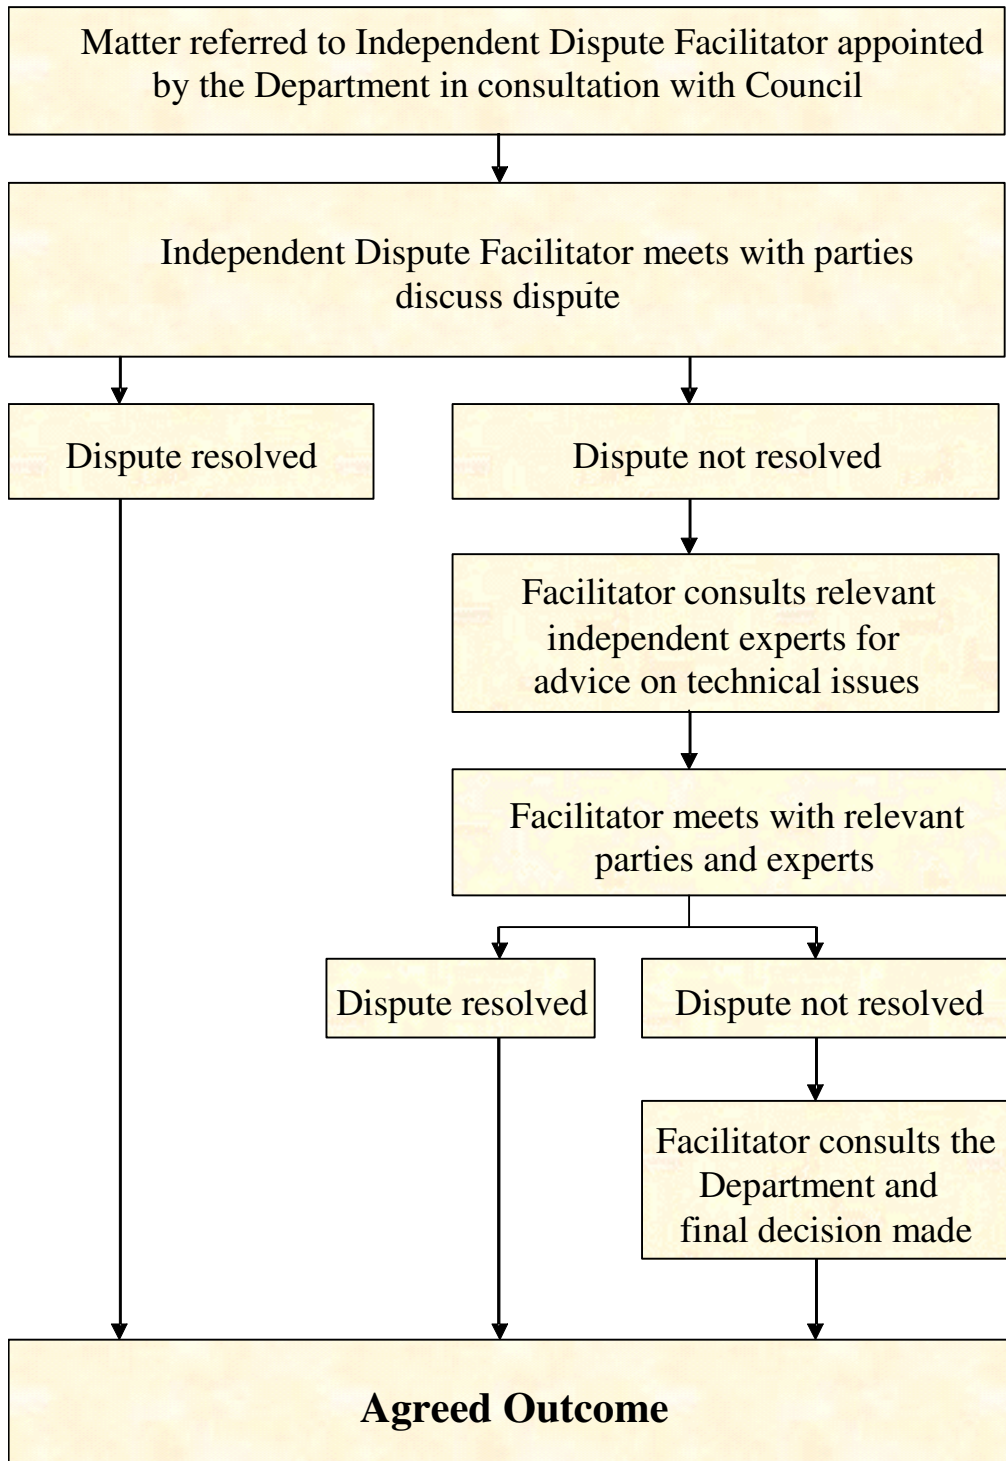 Matter referred to Independent Dispute Facilitator appointed
by the Department in consultation with Council
Independent Dispute Facilitator meets with parties
discuss dispute
Dispute resolved
Dispute not resolved
Facilitator consults relevant
independent experts for
advice on technical issues
Facilitator meets with relevant
parties and experts
Dispute resolved
Dispute not resolved
Facilitator consults the
Department and
final decision made
Agreed Outcome